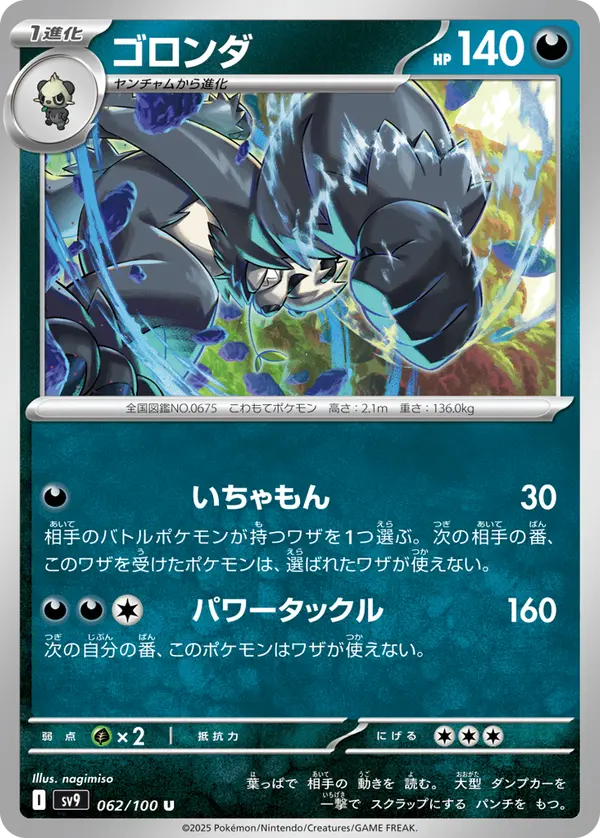 1進化
ゴロンダ
HP 140
ヤンチャムから進化
全国図鑑NO.0675 こわもてポケモン 高さ:2.1m 重さ:136.0kg
いちゃもん 30
相手のバトルポケモンが持つワザを1つ選ぶ。次の相手の番、
このワザを受けたポケモンは、選ばれたワザが使えない。
パワータックル 160
次の自分の番、このポケモンはワザが使えない。
弱点 ×2 抵抗力 にげる
Illus. nagimiso
I sv9 062/100 U
葉っぱで 相手の 動きを 読む。 大型 ダンプカーを
一撃で スクラップにする パンチを もつ。
©2025 Pokémon/Nintendo/Creatures/GAME FREAK.